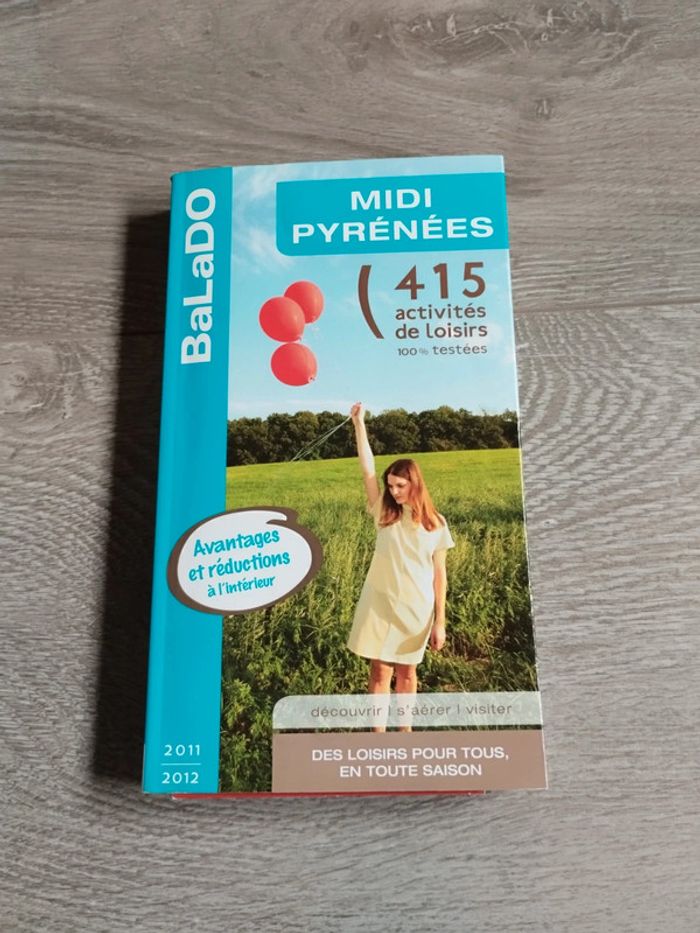 BaLaDO
MIDI
PYRÉNÉES
415
activités
de loisirs
100% testées
Avantages
et réductions
à l'intérieur
découvrir | s'aérer | visiter
DES LOISIRS POUR TOUS,
EN TOUTE SAISON
2011
2012